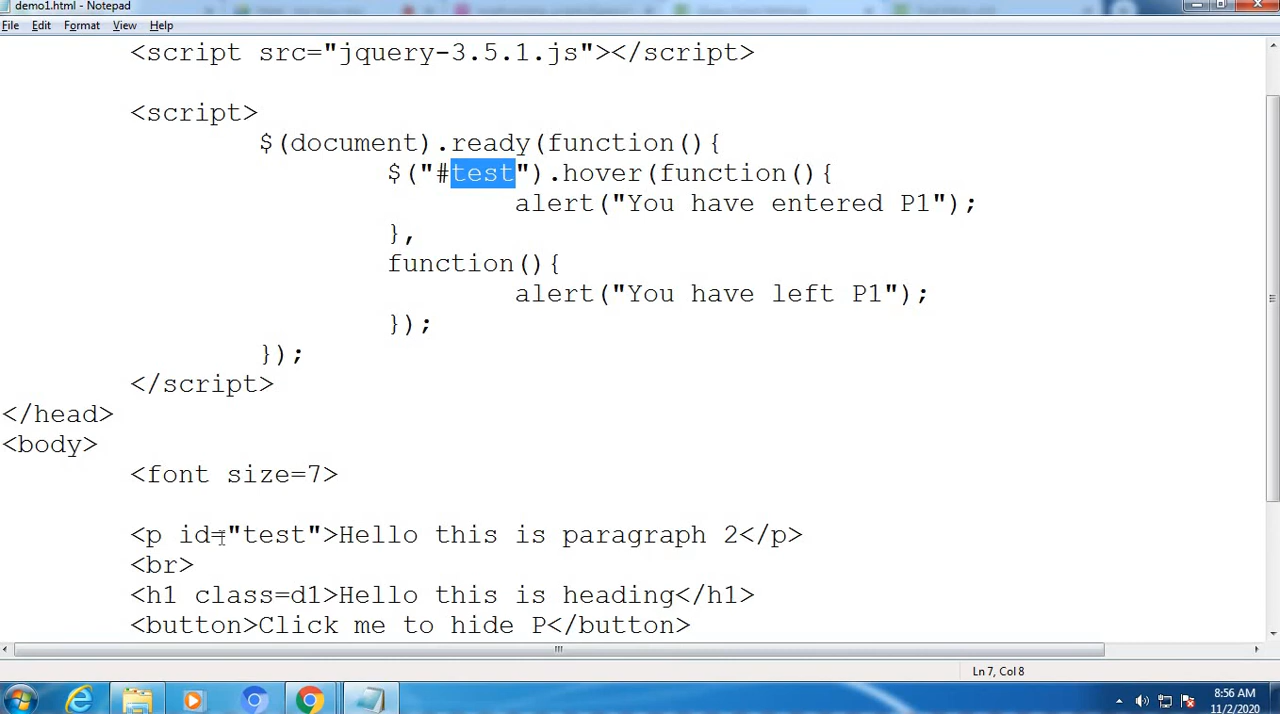 demo1.html - Notepad
File Edit Format View Help
<script src="jquery-3.5.1.js"></script>
<script>
$(document).ready(function(){
$("#test").hover(function(){
alert("You have entered P1");
},
function(){
alert("You have left P1");
});
});
</script>
</head>
<body>
<font size=7>
<p id="test">Hello this is paragraph 2</p>
<br>
<h1 class=d1>Hello this is heading</h1>
<button>Click me to hide P</button>
Ln 7, Col 8
8:56 AM
11/2/2020